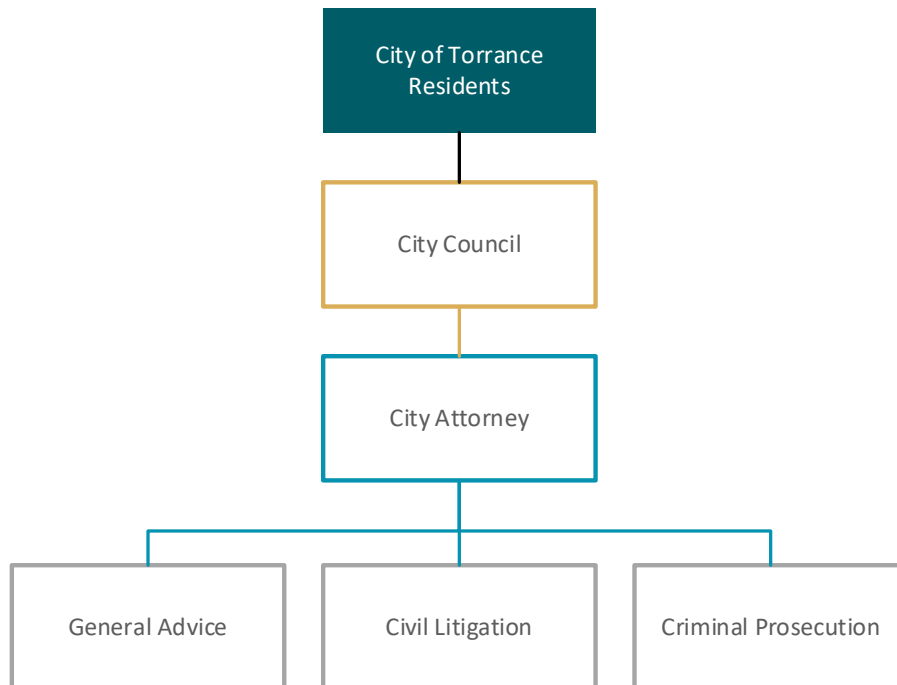 City of Torrance
Residents
City Council
City Attorney
General Advice
Civil Litigation
Criminal Prosecution